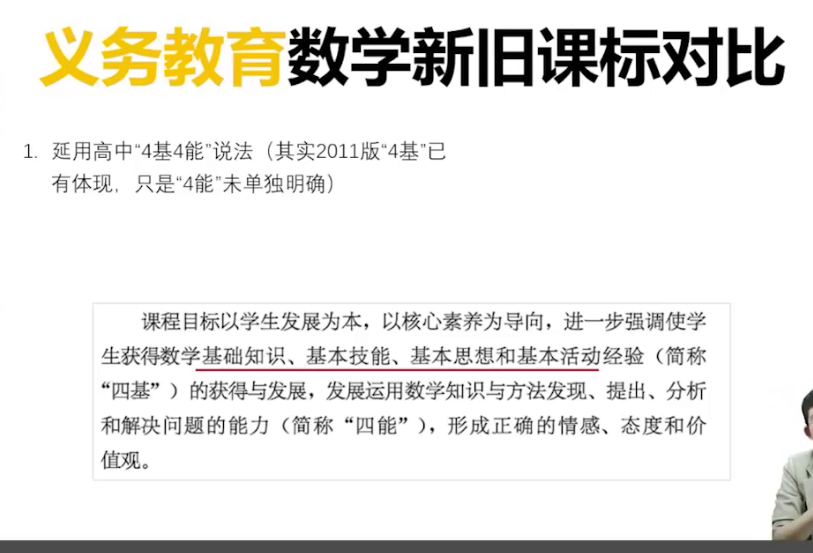 义务教育数学新旧课标对比
1. 延用高中“4基4能”说法（其实2011版“4基”已
有体现，只是“4能”未单独明确）
课程目标以学生发展为本，以核心素养为导向，进一步强调使学
生获得数学基础知识、基本技能、基本思想和基本活动经验（简称
“四基”）的获得与发展，发展运用数学知识与方法发现、提出、分析
和解决问题的能力（简称“四能”），形成正确的情感、态度和价
值观。